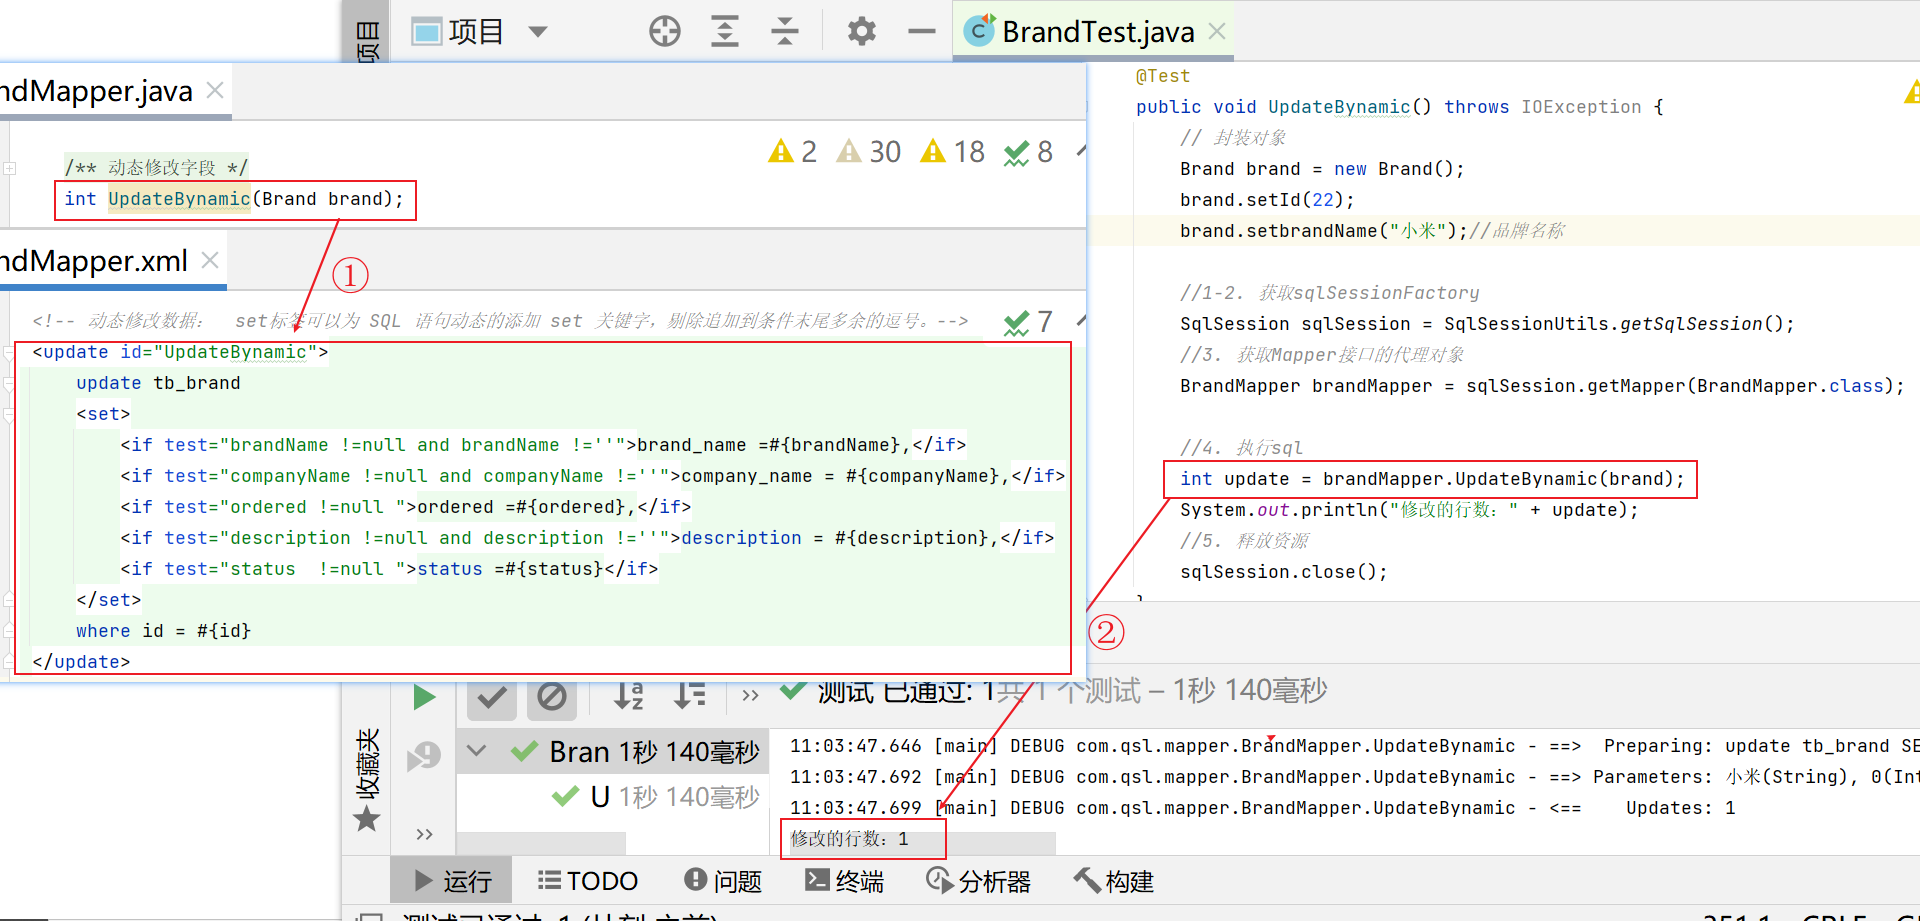 项目
项目
BrandTest.java
ndMapper.java
2 30 18 8
/** 动态修改字段 */
int UpdateBynamic(Brand brand);
①
ndMapper.xml
<!-- 动态修改数据： set标签可以为 SQL 语句动态的添加 set 关键字，剔除追加到条件末尾多余的逗号。-->
7
<update id="UpdateBynamic">
update tb_brand
<set>
<if test="brandName !=null and brandName !=''">brand_name =#{brandName},</if>
<if test="companyName !=null and companyName !=''">company_name = #{companyName},</if>
<if test="ordered !=null ">ordered =#{ordered},</if>
<if test="description !=null and description !=''">description = #{description},</if>
<if test="status  !=null ">status =#{status}</if>
</set>
where id = #{id}
</update>
@Test
public void UpdateBynamic() throws IOException {
// 封装对象
Brand brand = new Brand();
brand.setId(22);
brand.setbrandName("小米");//品牌名称
//1-2. 获取sqlSessionFactory
SqlSession sqlSession = SqlSessionUtils.getSqlSession();
//3. 获取Mapper接口的代理对象
BrandMapper brandMapper = sqlSession.getMapper(BrandMapper.class);
//4. 执行sql
int update = brandMapper.UpdateBynamic(brand);
System.out.println("修改的行数：" + update);
//5. 释放资源
sqlSession.close();
}
②
测试 已通过: 1共 1 个测试 – 1秒 140毫秒
收藏夹
Bran 1秒 140毫秒
U 1秒 140毫秒
11:03:47.646 [main] DEBUG com.qsl.mapper.BrandMapper.UpdateBynamic - ==>  Preparing: update tb_brand SE
11:03:47.692 [main] DEBUG com.qsl.mapper.BrandMapper.UpdateBynamic - ==> Parameters: 小米(String), 0(Int
11:03:47.699 [main] DEBUG com.qsl.mapper.BrandMapper.UpdateBynamic - <==    Updates: 1
修改的行数：1
运行 TODO 问题 终端 分析器 构建